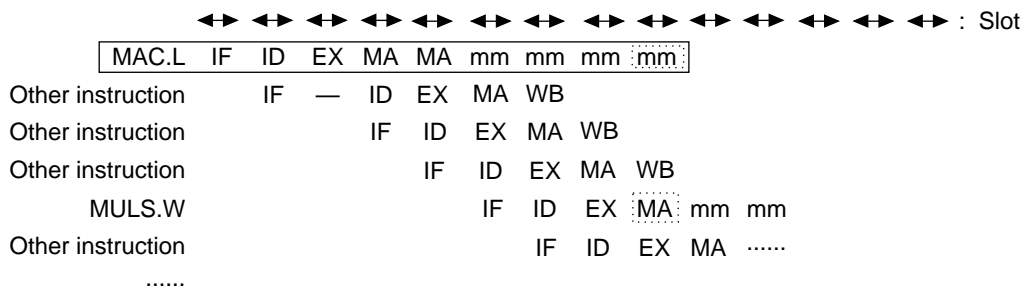 : Slot
MAC.L IF ID EX MA MA mm mm mm mm
Other instruction IF — ID EX MA WB
Other instruction IF ID EX MA WB
Other instruction IF ID EX MA WB
MULS.W IF ID EX MA mm mm
Other instruction IF ID EX MA ......
......